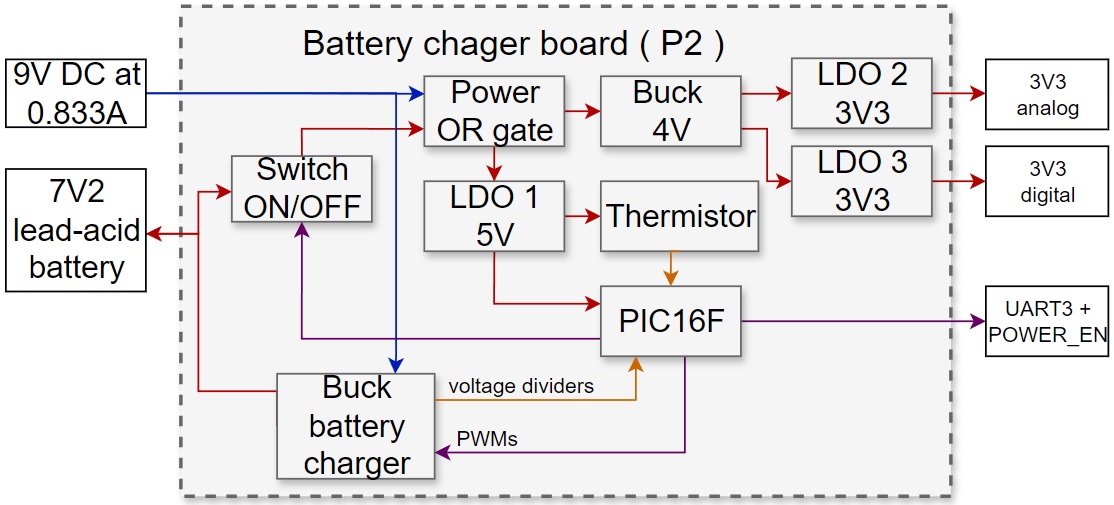 Battery chager board ( P2 )
9V DC at
0.833A
7V2
lead-acid
battery
Switch
ON/OFF
Power
OR gate
Buck
4V
LDO 2
3V3
LDO 3
3V3
3V3
analog
3V3
digital
LDO 1
5V
Thermistor
PIC16F
UART3 +
POWER_EN
Buck
battery
charger
voltage dividers
PWMs